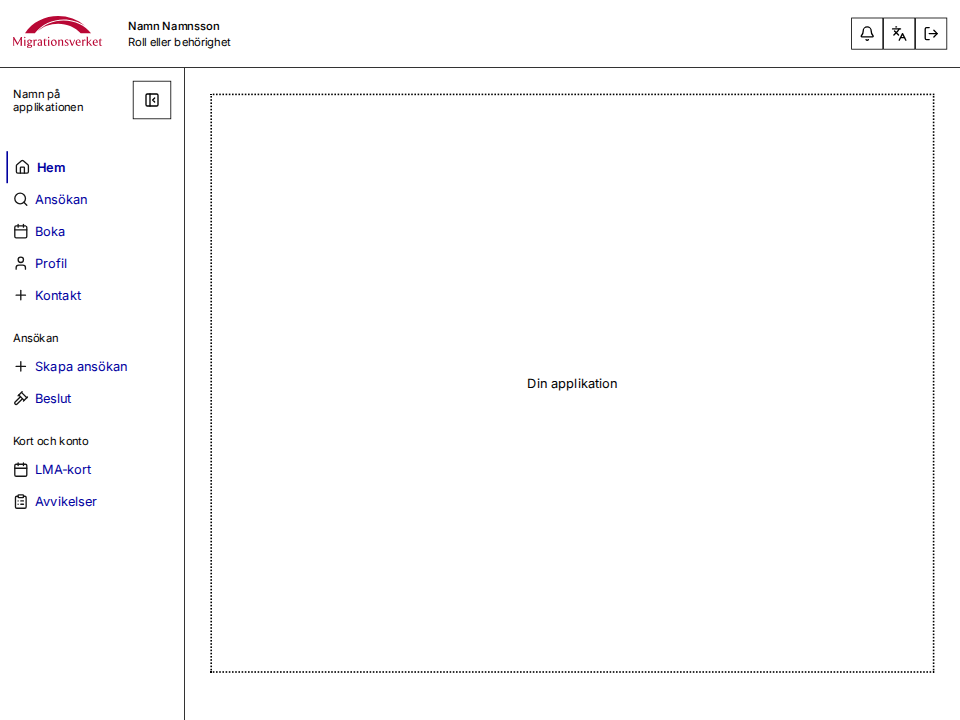 Migrationsverket
Namn Namnsson
Roll eller behörighet
Namn på
applikationen
Hem
Ansökan
Boka
Profil
Kontakt
Ansökan
Skapa ansökan
Beslut
Kort och konto
LMA-kort
Avvikelser
Din applikation